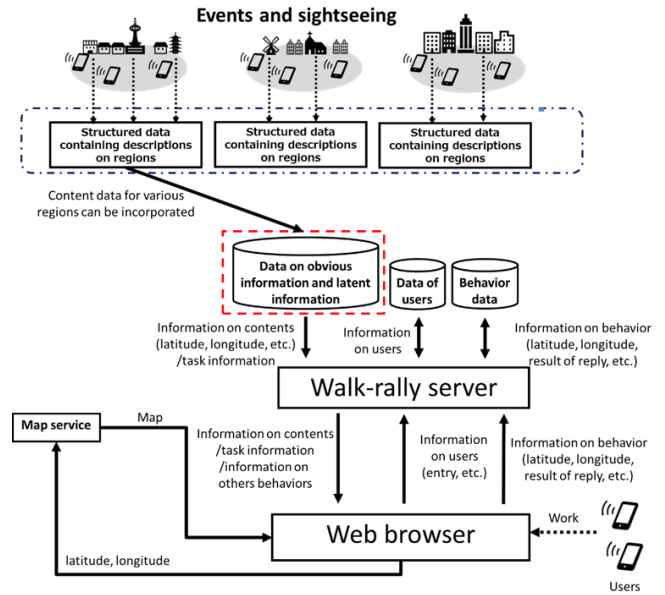 Events and sightseeing
Structured data
containing descriptions
on regions
Structured data
containing descriptions
on regions
Structured data
containing descriptions
on regions
Content data for various
regions can be incorporated
Data on obvious
information and latent
information
Data of
users
Behavior
data
Information on contents
(latitude, longitude, etc.)
/task information
Information
on users
Information on behavior
(latitude, longitude,
result of reply, etc.)
Walk-rally server
Map service
Map
Information on contents
/task information
/information on
others behaviors
Information on
users
(entry, etc.)
Information on behavior
(latitude, longitude,
result of reply, etc.)
Web browser
Work
latitude, longitude
Users